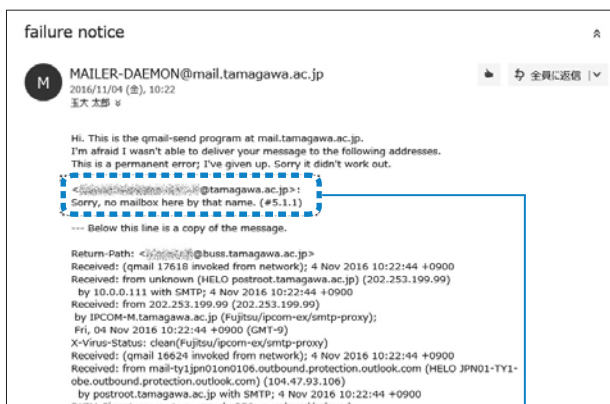 failure notice
M
MAILER-DAEMON@mail.tamagawa.ac.jp
全員に返信
2016/11/04 (金), 10:22
玉大 太郎
Hi. This is the qmail-send program at mail.tamagawa.ac.jp.
I'm afraid I wasn't able to deliver your message to the following addresses.
This is a permanent error; I've given up. Sorry it didn't work out.
<@tamagawa.ac.jp>:
Sorry, no mailbox here by that name. (#5.1.1)
--- Below this line is a copy of the message.
Return-Path: <@buss.tamagawa.ac.jp>
Received: (qmail 17618 invoked from network); 4 Nov 2016 10:22:44 +0900
Received: from unknown (HELO postroot.tamagawa.ac.jp) (202.253.199.99)
by 10.0.0.111 with SMTP; 4 Nov 2016 10:22:44 +0900
Received: from 202.253.199.99 (202.253.199.99)
by IPCOM-M.tamagawa.ac.jp (Fujitsu/ipcom-ex/smtp-proxy);
Fri, 04 Nov 2016 10:22:44 +0900 (GMT-9)
X-Virus-Status: clean(Fujitsu/ipcom-ex/smtp-proxy)
Received: (qmail 16624 invoked from network); 4 Nov 2016 10:22:44 +0900
Received: from mail-ty1jpn01on0106.outbound.protection.outlook.com (HELO JPN01-TY1-
obe.outbound.protection.outlook.com) (104.47.93.106)
by postroot.tamagawa.ac.jp with SMTP; 4 Nov 2016 10:22:44 +0900